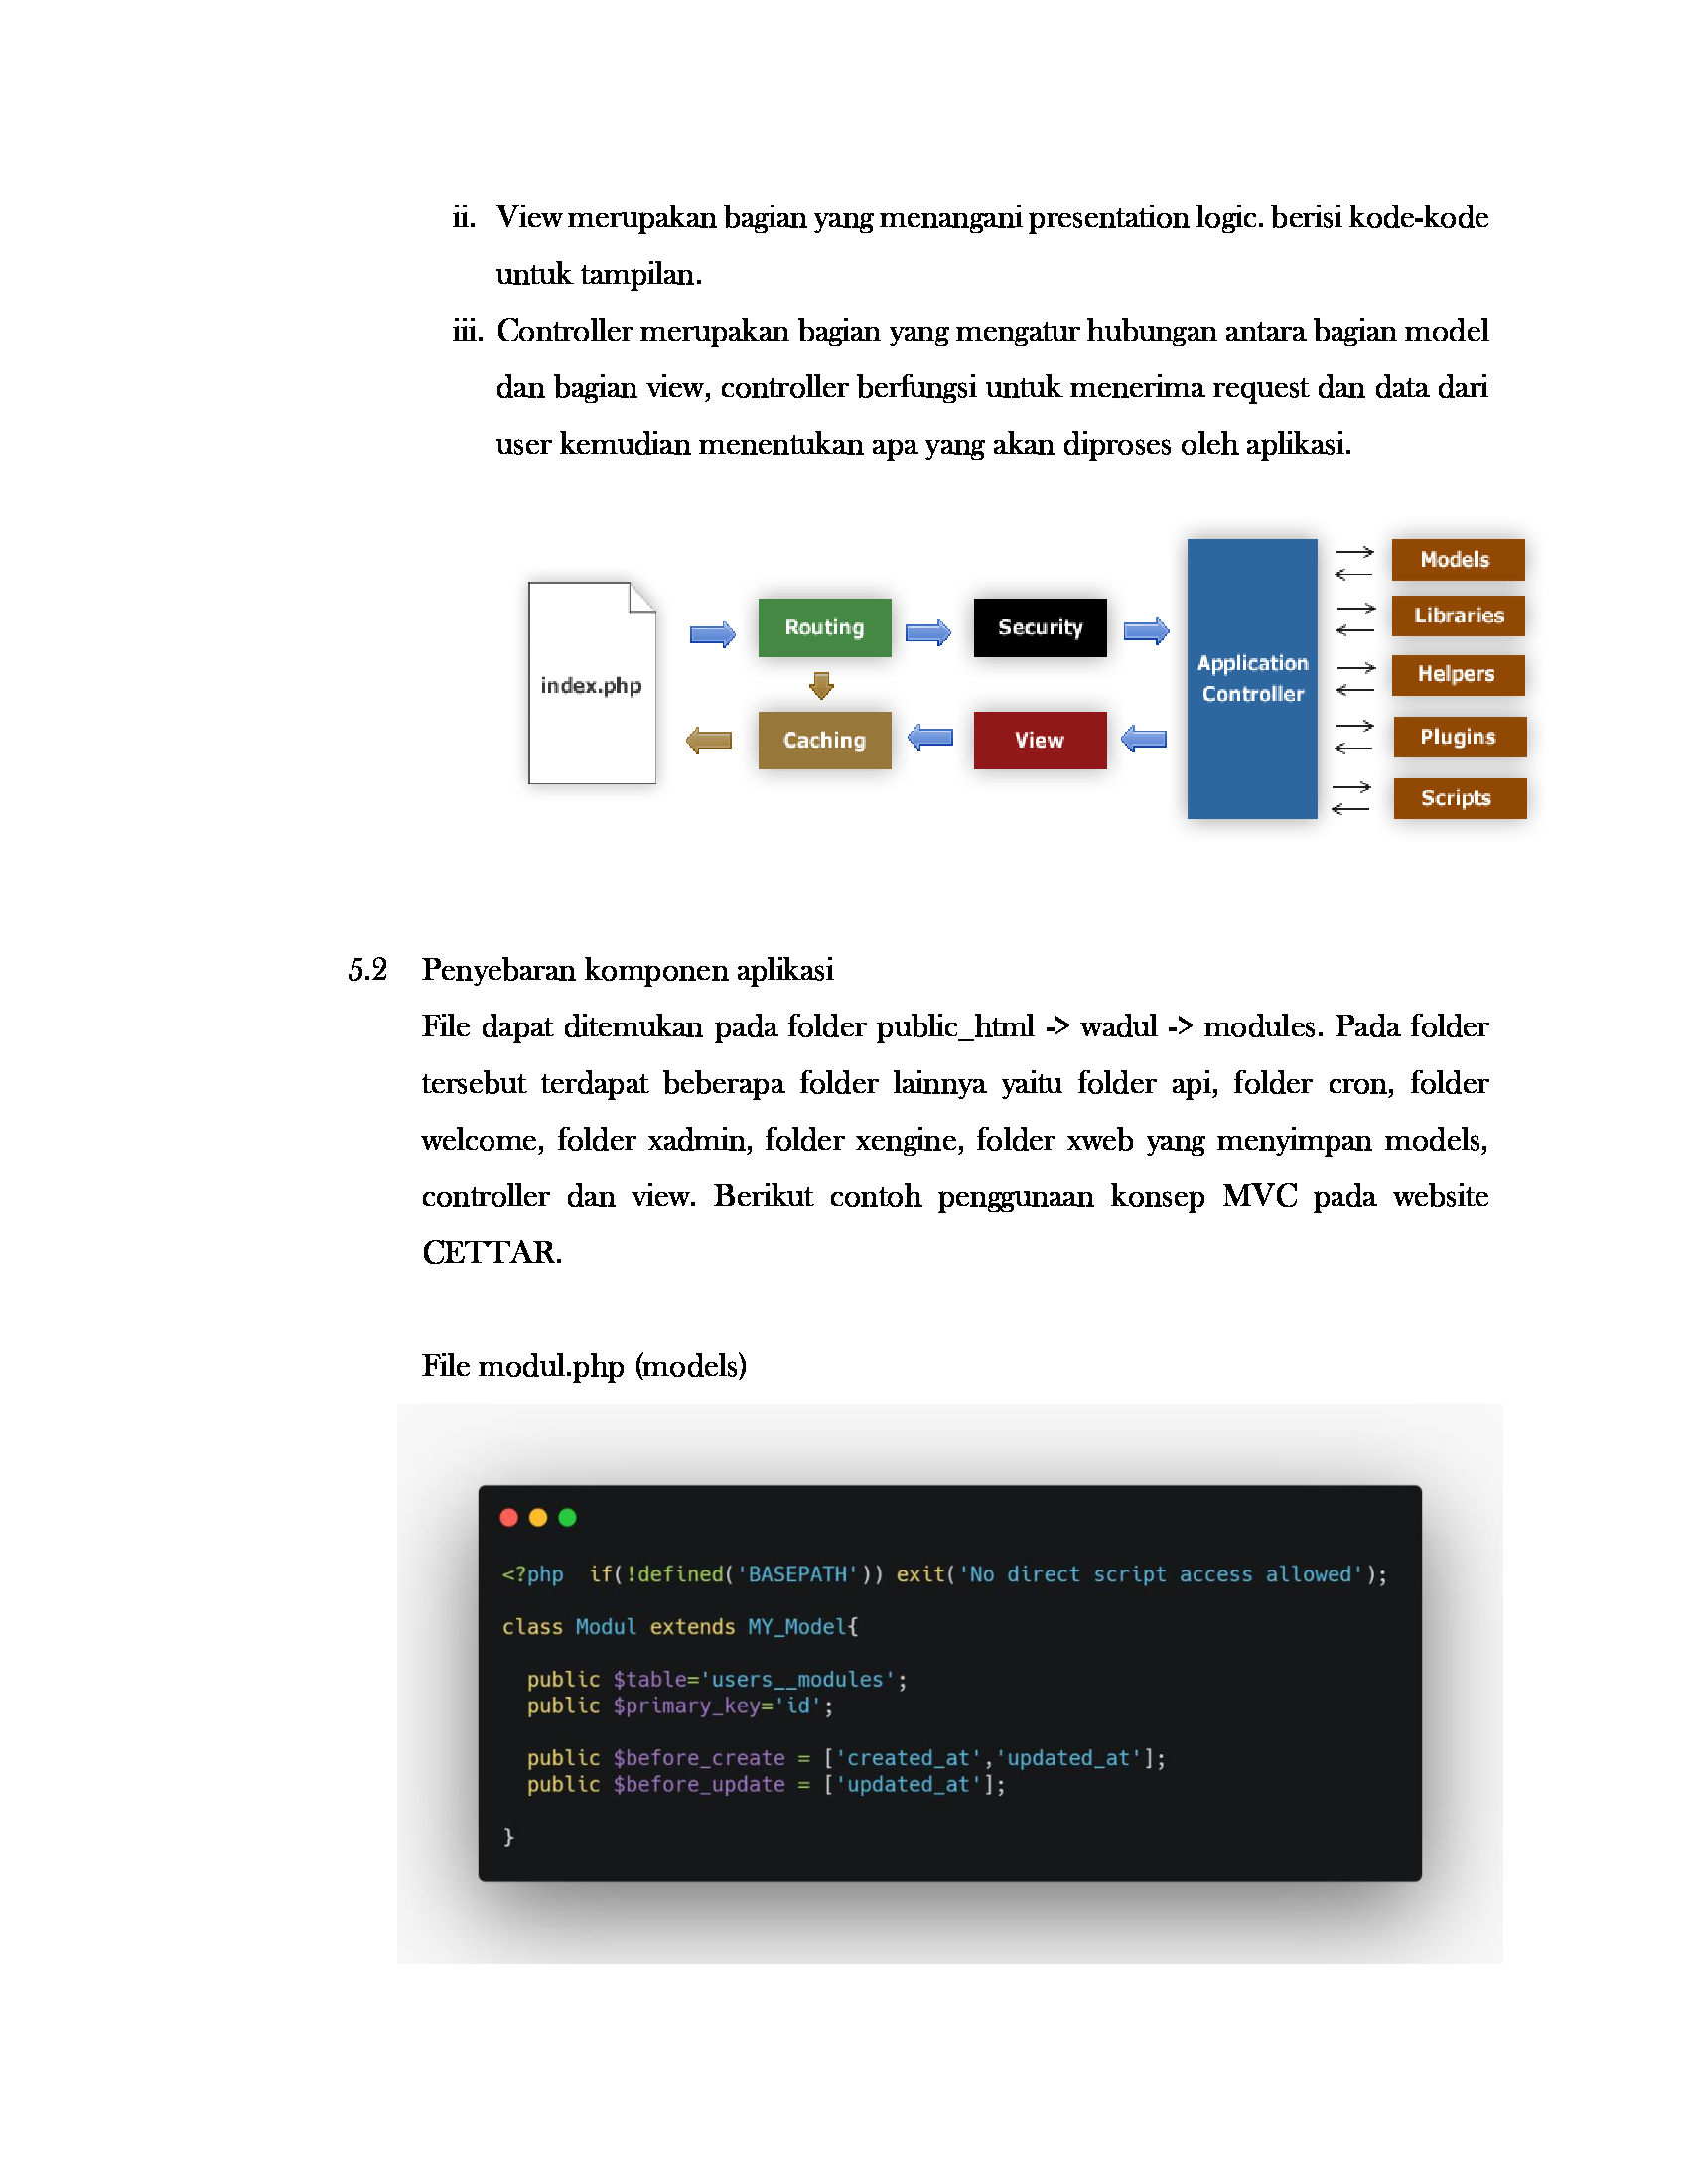 ii. View merupakan bagian yang menangani presentation logic. berisi kode-kode
untuk tampilan.
iii. Controller merupakan bagian yang mengatur hubungan antara bagian model
dan bagian view, controller berfungsi untuk menerima request dan data dari
user kemudian menentukan apa yang akan diproses oleh aplikasi.
index.php
Routing
Security
Caching
View
Application
Controller
Models
Libraries
Helpers
Plugins
Scripts
5.2 Penyebaran komponen aplikasi
File dapat ditemukan pada folder public_html -> wadul -> modules. Pada folder
tersebut terdapat beberapa folder lainnya yaitu folder api, folder cron, folder
welcome, folder xadmin, folder xengine, folder xweb yang menyimpan models,
controller dan view. Berikut contoh penggunaan konsep MVC pada website
CETTAR.
File modul.php (models)
<?php  if(!defined('BASEPATH')) exit('No direct script access allowed');
class Modul extends MY_Model{
public $table='users__modules';
public $primary_key='id';
public $before_create = ['created_at','updated_at'];
public $before_update = ['updated_at'];
}